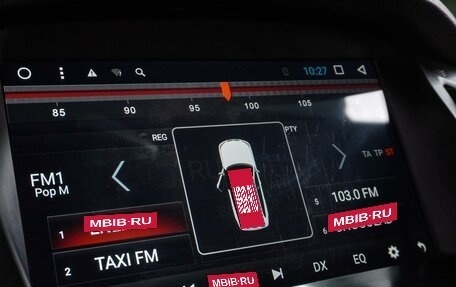 10:27
85 90 95 100 105
REG PTY
TA TP ST
FM1
Pop M
103.0 FM
5
1
MBIB·RU
MBIB·RU
6
2 TAXI FM
MBIB·RU
DX EQ